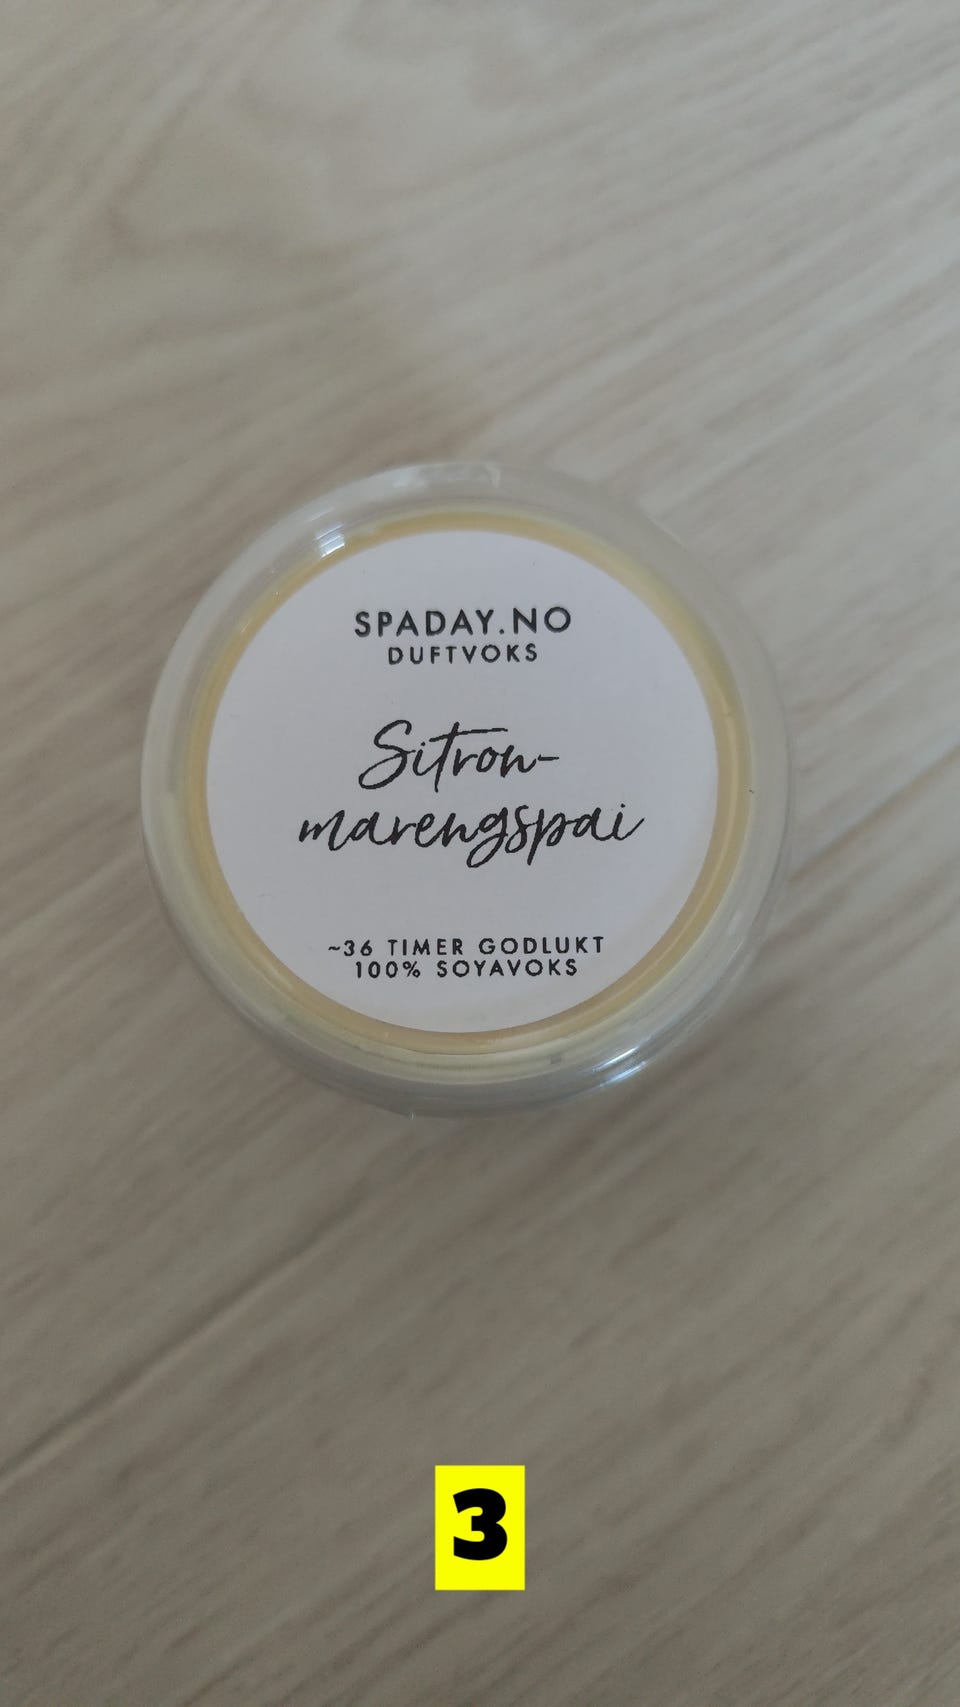 SPADAY.NO
DUFTVOKS
Sitron-
marengspai
~36 TIMER GODLUKT
100% SOYAVOKS
3